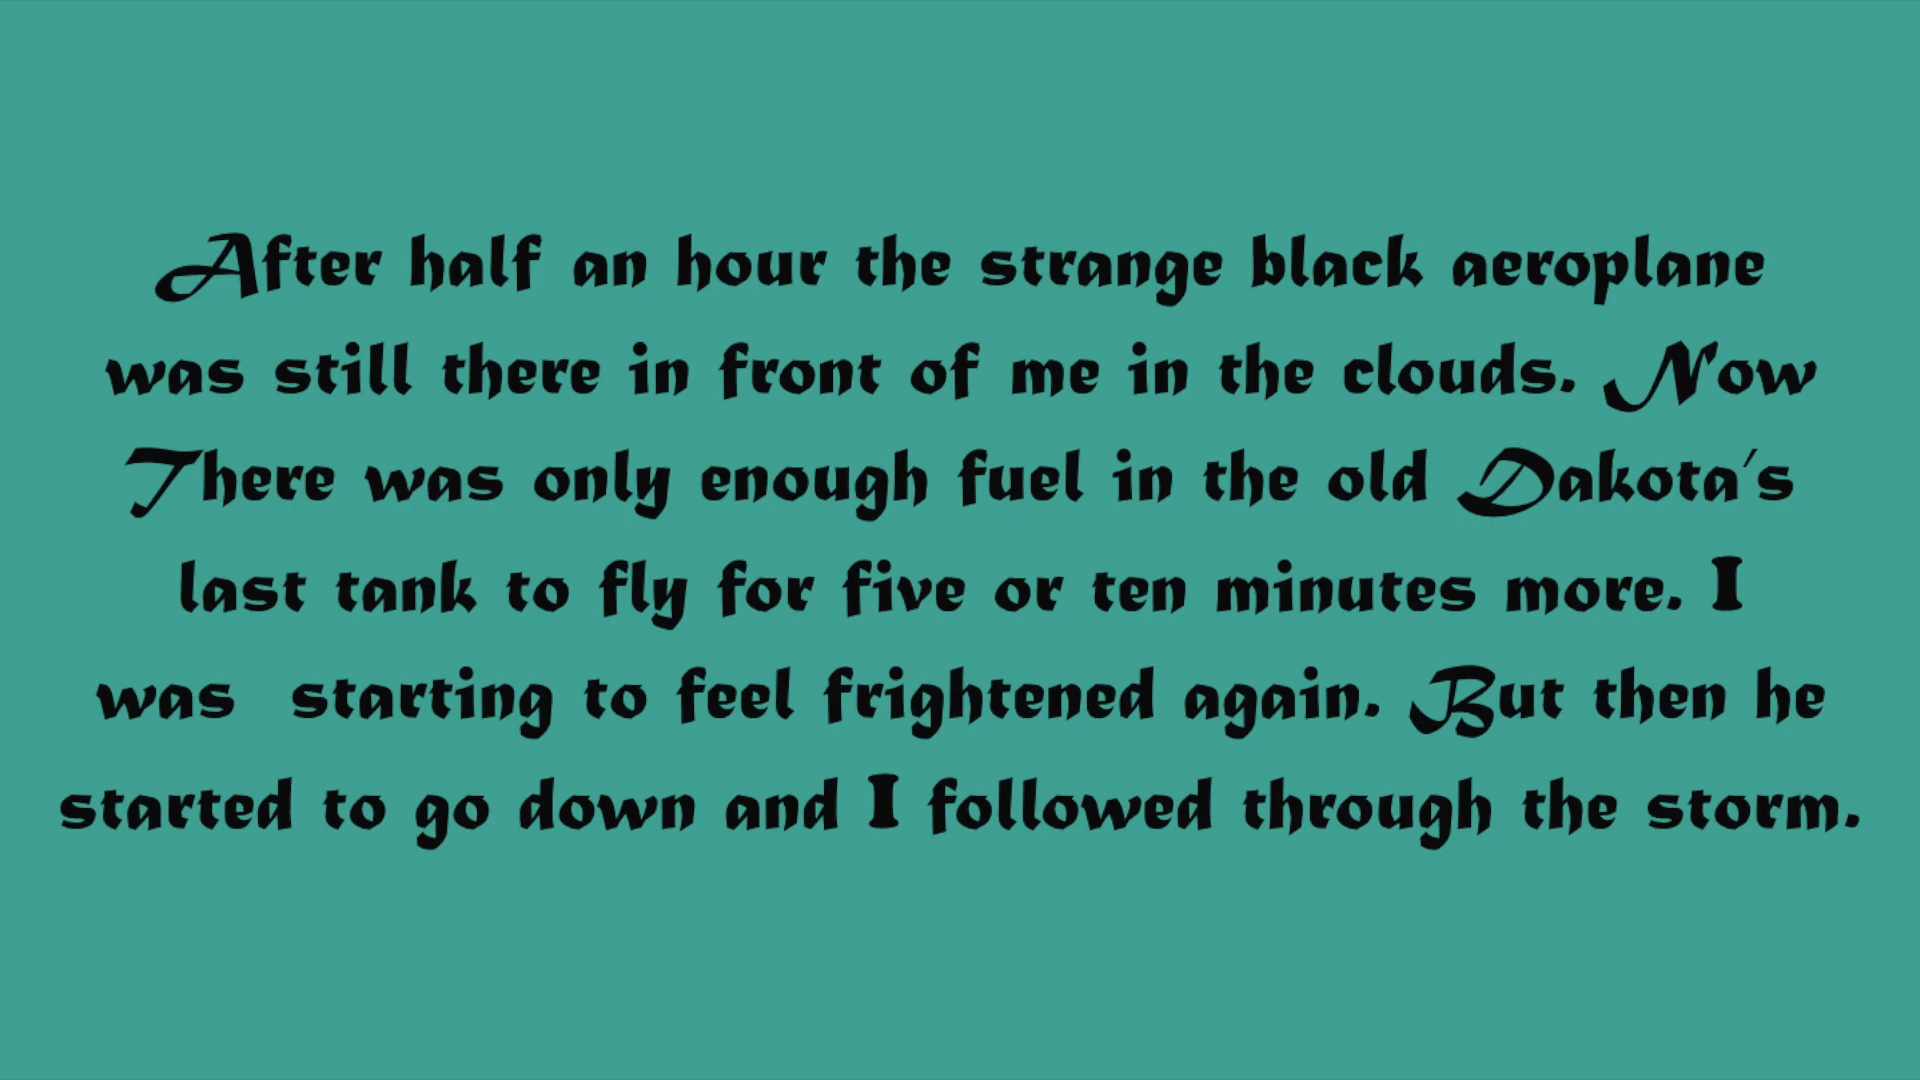 After half an hour the strange black aeroplane
was still there in front of me in the clouds. Now
There was only enough fuel in the old Dakota's
last tank to fly for five or ten minutes more. I
was  starting to feel frightened again. But then he
started to go down and I followed through the storm.